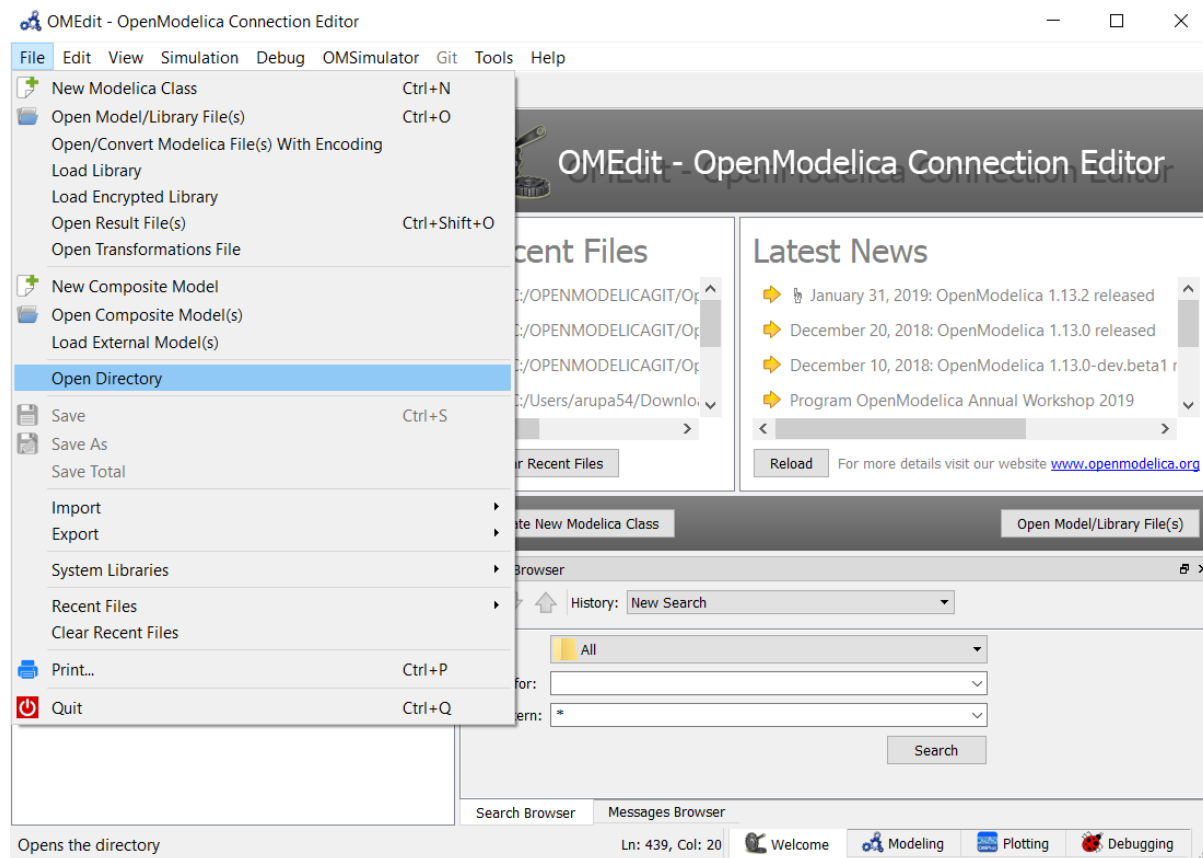 OMEdit - OpenModelica Connection Editor
File Edit View Simulation Debug OMSimulator Git Tools Help
New Modelica Class Ctrl+N
Open Model/Library File(s) Ctrl+O
Open/Convert Modelica File(s) With Encoding
Load Library
Load Encrypted Library
Open Result File(s) Ctrl+Shift+O
Open Transformations File
New Composite Model
Open Composite Model(s)
Load External Model(s)
Open Directory
Save Ctrl+S
Save As
Save Total
Import
Export
System Libraries
Recent Files
Clear Recent Files
Print... Ctrl+P
Quit Ctrl+Q
OMEdit - OpenModelica Connection Editor
cent Files
:/OPENMODELICAGIT/Op
:/OPENMODELICAGIT/Op
:/OPENMODELICAGIT/Op
:/Users/arupa54/Downlo
r Recent Files
Latest News
January 31, 2019: OpenModelica 1.13.2 released
December 20, 2018: OpenModelica 1.13.0 released
December 10, 2018: OpenModelica 1.13.0-dev.beta1 r
Program OpenModelica Annual Workshop 2019
Reload For more details visit our website www.openmodelica.org
ate New Modelica Class
Open Model/Library File(s)
Browser
History: New Search
All
for:
ern: *
Search
Search Browser Messages Browser
Opens the directory
Ln: 439, Col: 20
Welcome Modeling Plotting Debugging